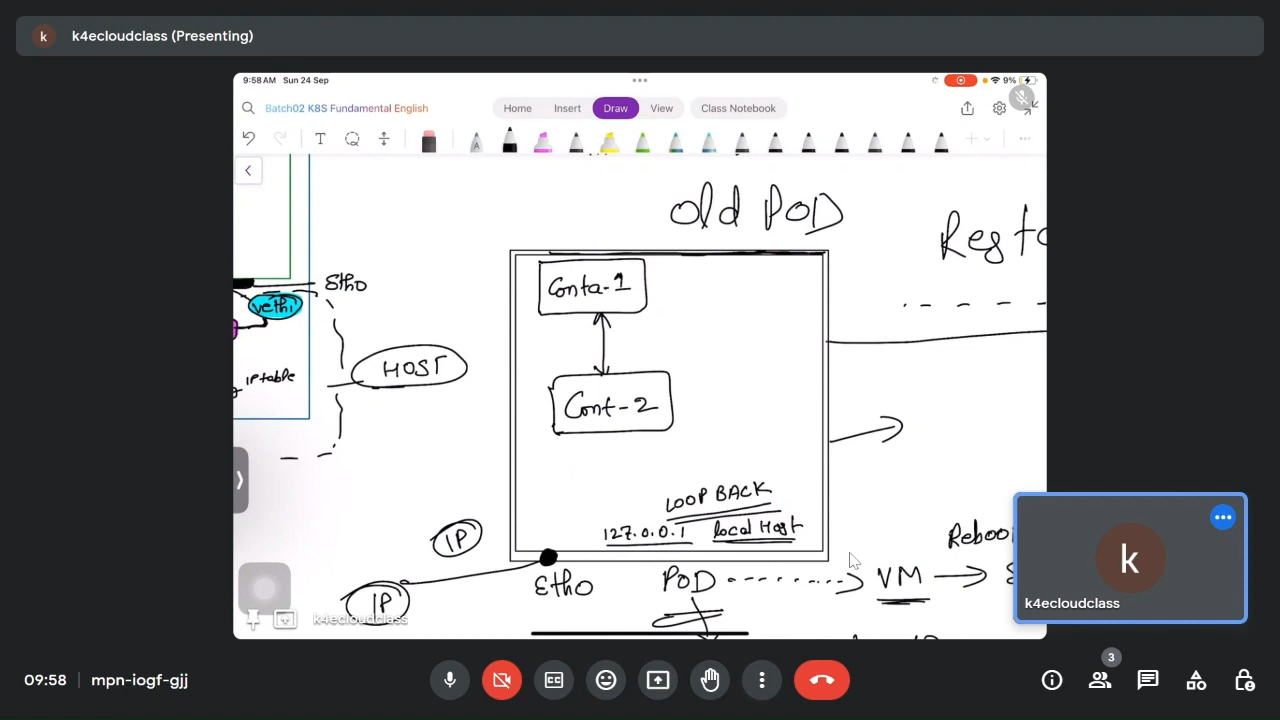 k k4ecloudclass (Presenting)
9:58 AM Sun 24 Sep
9%
Batch02 K8S Fundamental English
Home Insert Draw View Class Notebook
T
A
old POD
Etho
vethi
HOST
iptable
Conta-1
Cont-2
LOOP BACK
127.0.0.1 local Host
IP
IP
Etho
POD
VM
k4ecloudclass
k
k4ecloudclass
3
09:58 mpn-iogf-gjj